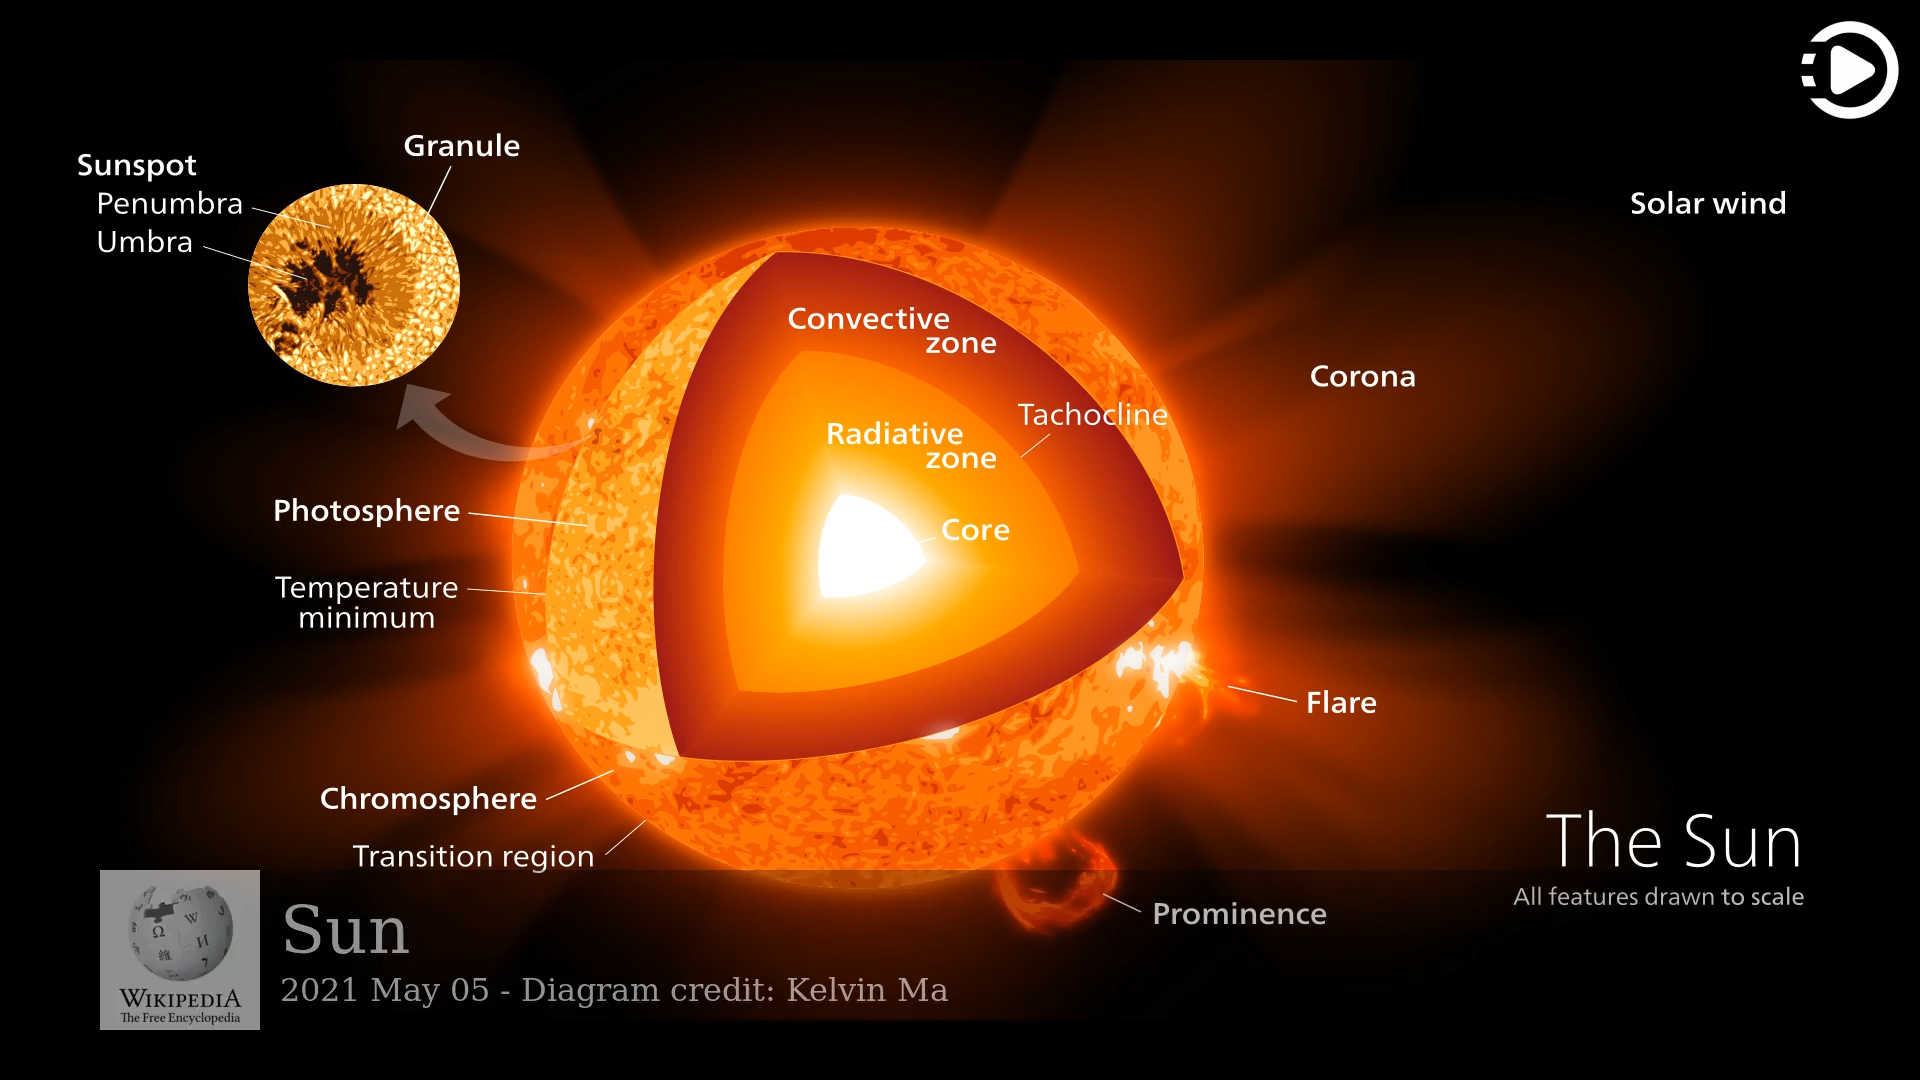 Granule
Sunspot
Penumbra
Umbra
Solar wind
Convective
zone
Corona
Tachocline
Radiative
zone
Photosphere
Core
Temperature
minimum
Flare
Chromosphere
Transition region
The Sun
All features drawn to scale
Prominence
Sun
2021 May 05 - Diagram credit: Kelvin Ma
WIKIPEDIA
The Free Encyclopedia